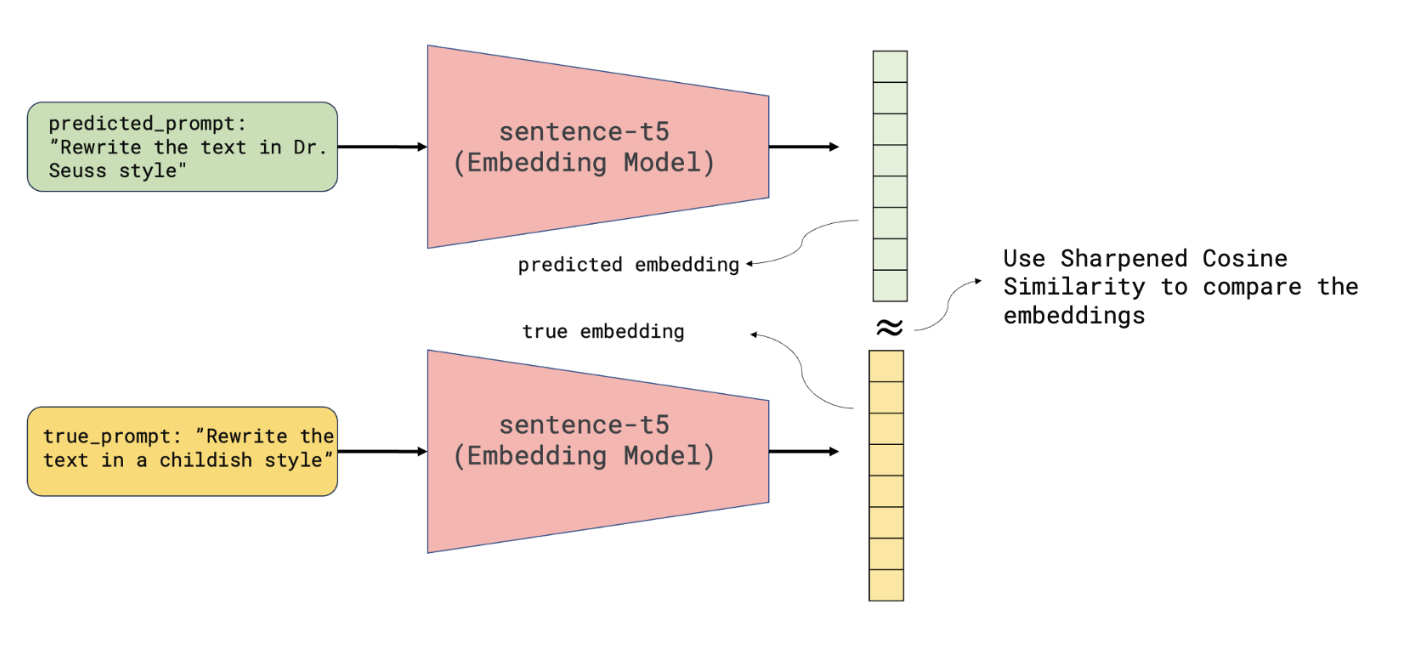 predicted_prompt:
"Rewrite the text in Dr.
Seuss style"
sentence-t5
(Embedding Model)
predicted embedding
Use Sharpened Cosine
Similarity to compare the
embeddings
≈
true embedding
true_prompt: "Rewrite the
text in a childish style"
sentence-t5
(Embedding Model)